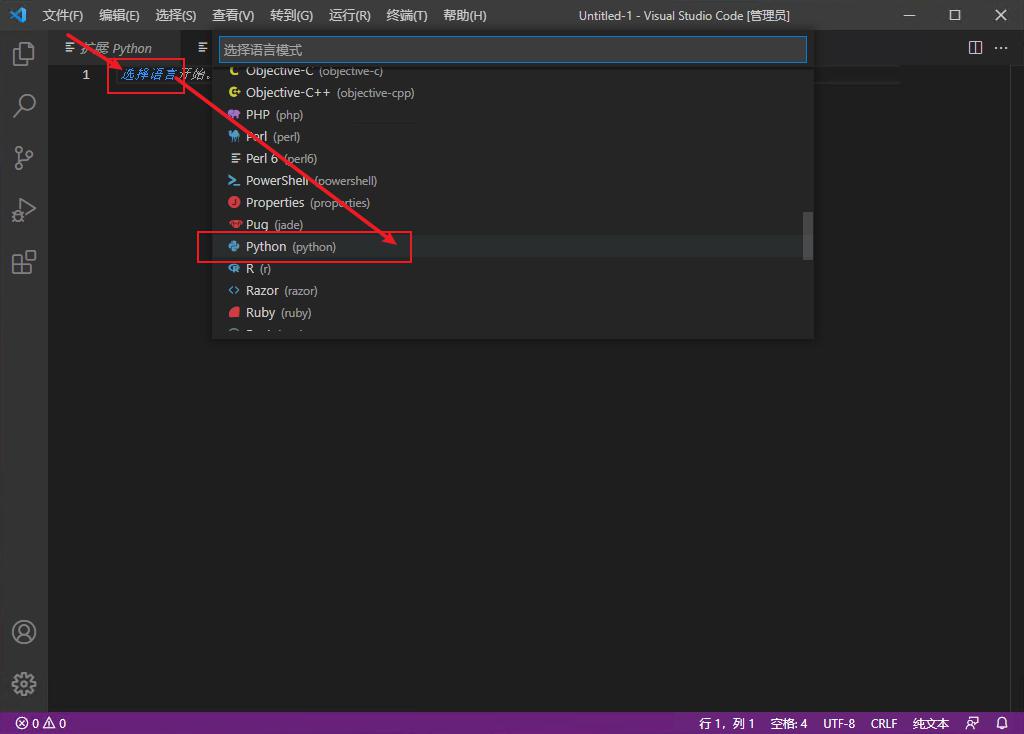 文件(F) 编辑(E) 选择(S) 查看(V) 转到(G) 运行(R) 终端(T) 帮助(H) Untitled-1 - Visual Studio Code [管理员]
扩展 Python
选择语言模式
1 选择语言开始.
Objective-C (objective-c)
Objective-C++ (objective-cpp)
PHP (php)
Perl (perl)
Perl 6 (perl6)
PowerShell (powershell)
Properties (properties)
Pug (jade)
Python (python)
R (r)
Razor (razor)
Ruby (ruby)
0 0 行 1，列 1 空格: 4 UTF-8 CRLF 纯文本